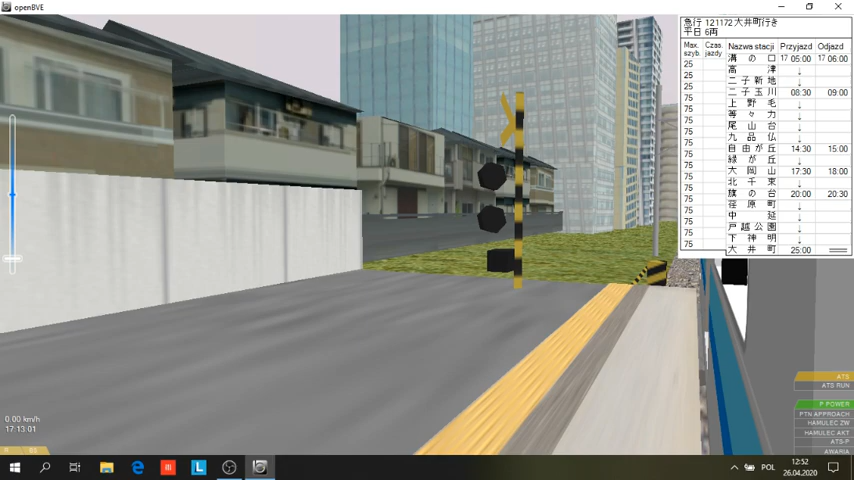 openBVE
急行 121172 大井町行き
平日 6両
Max. szyb. Czas. jazdy Nazwa stacji Przyjazd Odjazd
溝の口 17 05:00 17 06:00
25
高津 ↓
25
二子新地 ↓
25
二子玉川 08:30 09:00
75
上野毛 ↓
75
等々力 ↓
75
尾山台 ↓
75
九品仏 ↓
75
自由が丘 14:30 15:00
75
緑が丘 ↓
75
大岡山 17:30 18:00
75
北千束 ↓
75
旗の台 20:00 20:30
75
荏原町 ↓
75
中延 ↓
75
戸越公園 ↓
75
下神明 ↓
75
大井町 25:00
ATS
ATS RUN
P POWER
PTN APPROACH
HAMULEC ZW
HAMULEC AKT
ATS-P
AWARIA
0.00 km/h
17:13:01
POL
12:52
26.04.2020